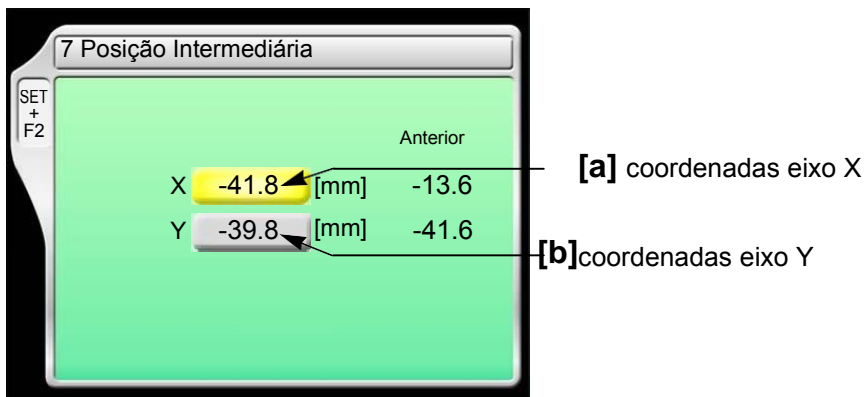 7 Posição Intermediária
SET
+
F2
Anterior
X -41.8 [mm] -13.6
Y -39.8 [mm] -41.6
[a] coordenadas eixo X
[b]coordenadas eixo Y